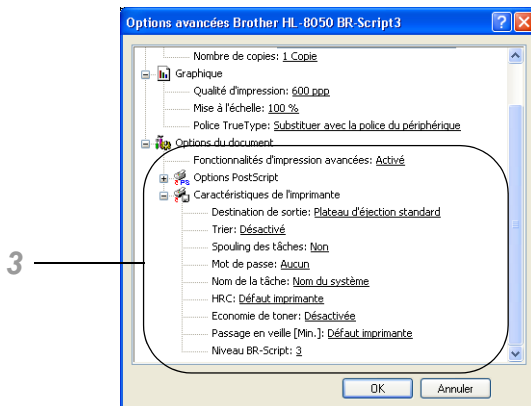 Options avancées Brother HL-8050 BR-Script3
Nombre de copies: 1 Copie
Graphique
Qualité d'impression: 600 ppp
Mise à l'échelle: 100 %
Police TrueType: Substituer avec la police du périphérique
Options du document
Fonctionnalités d'impression avancées: Activé
PS
Options PostScript
Caractéristiques de l'imprimante
Destination de sortie: Plateau d'éjection standard
Trier: Désactivé
Spouling des tâches: Non
3
Mot de passe: Aucun
Nom de la tâche: Nom du système
HRC: Défaut imprimante
Economie de toner: Désactivée
Passage en veille [Min.]: Défaut imprimante
Niveau BR-Script: 3
OK
Annuler